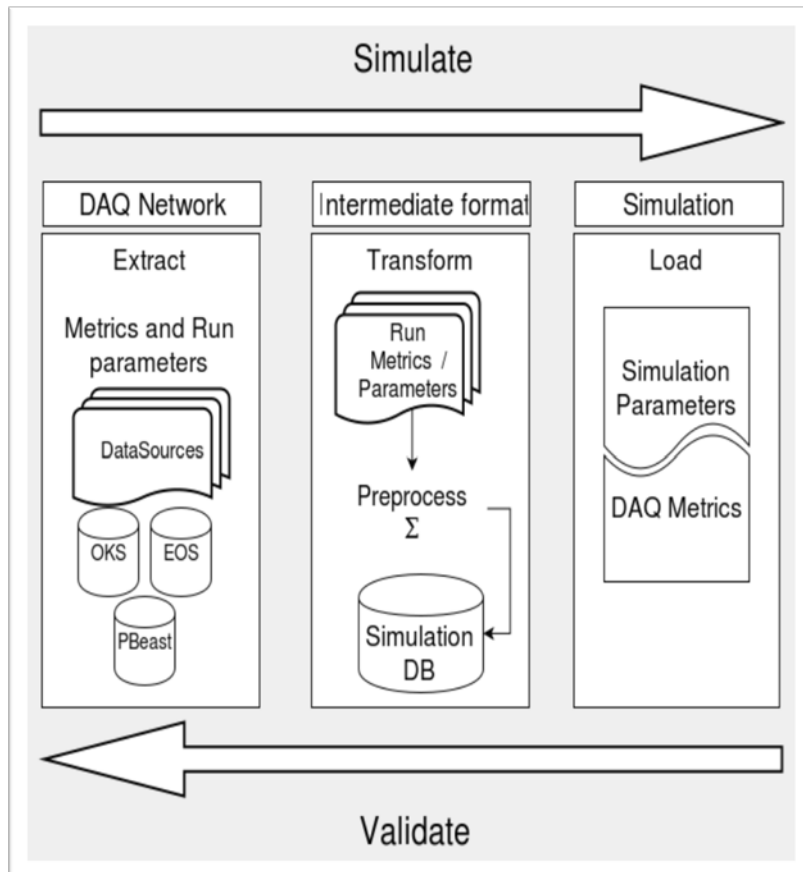 Simulate
DAQ Network
Intermediate format
Simulation
Extract
Metrics and Run
parameters
DataSources
OKS
EOS
PBeast
Transform
Run
Metrics /
Parameters
Preprocess
Σ
Simulation
DB
Load
Simulation
Parameters
DAQ Metrics
Validate